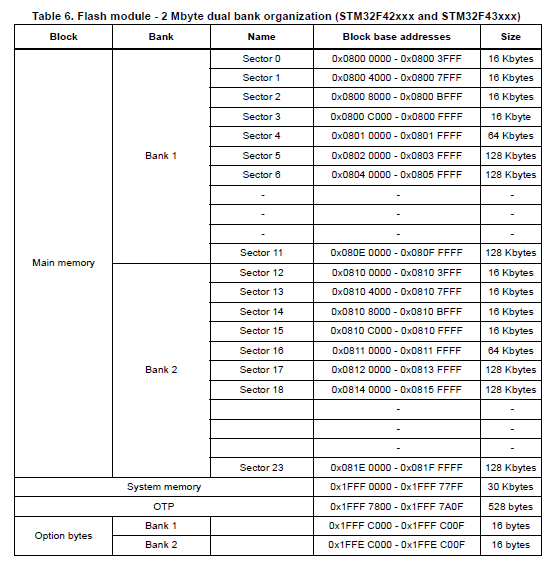 Table 6. Flash module - 2 Mbyte dual bank organization (STM32F42xxx and STM32F43xxx)
Block Bank Name Block base addresses Size
Main memory Bank 1 Sector 0 0x0800 0000 - 0x0800 3FFF 16 Kbytes
Sector 1 0x0800 4000 - 0x0800 7FFF 16 Kbytes
Sector 2 0x0800 8000 - 0x0800 BFFF 16 Kbytes
Sector 3 0x0800 C000 - 0x0800 FFFF 16 Kbyte
Sector 4 0x0801 0000 - 0x0801 FFFF 64 Kbytes
Sector 5 0x0802 0000 - 0x0803 FFFF 128 Kbytes
Sector 6 0x0804 0000 - 0x0805 FFFF 128 Kbytes
- - -
- - -
- - -
Sector 11 0x080E 0000 - 0x080F FFFF 128 Kbytes
Bank 2 Sector 12 0x0810 0000 - 0x0810 3FFF 16 Kbytes
Sector 13 0x0810 4000 - 0x0810 7FFF 16 Kbytes
Sector 14 0x0810 8000 - 0x0810 BFFF 16 Kbytes
Sector 15 0x0810 C000 - 0x0810 FFFF 16 Kbytes
Sector 16 0x0811 0000 - 0x0811 FFFF 64 Kbytes
Sector 17 0x0812 0000 - 0x0813 FFFF 128 Kbytes
Sector 18 0x0814 0000 - 0x0815 FFFF 128 Kbytes
- -
- -
- -
Sector 23 0x081E 0000 - 0x081F FFFF 128 Kbytes
System memory 0x1FFF 0000 - 0x1FFF 77FF 30 Kbytes
OTP 0x1FFF 7800 - 0x1FFF 7A0F 528 bytes
Option bytes Bank 1 0x1FFF C000 - 0x1FFF C00F 16 bytes
Bank 2 0x1FFE C000 - 0x1FFE C00F 16 bytes